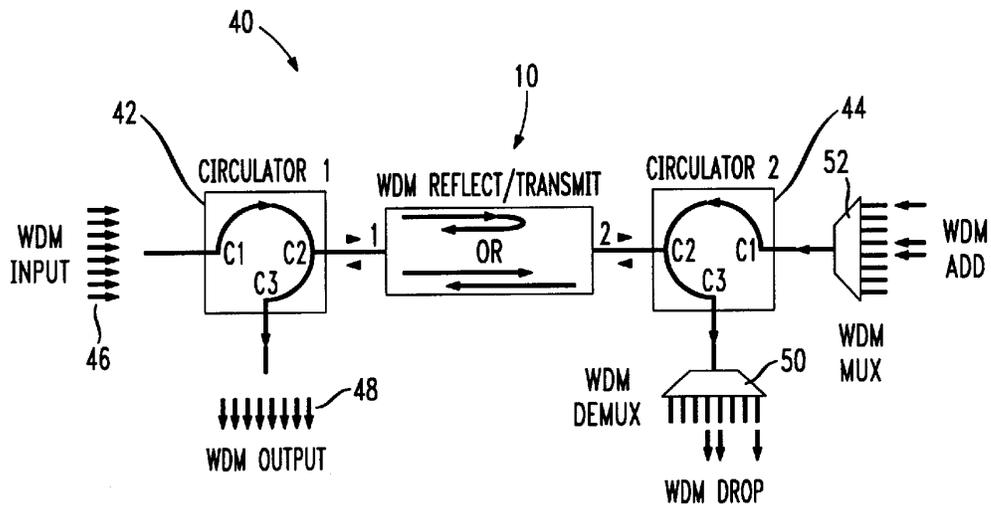 40
10
42
44
CIRCULATOR 1
WDM REFLECT/TRANSMIT
CIRCULATOR 2
52
WDM
INPUT
C1
C2
C3
1
OR
2
C2
C1
C3
WDM
ADD
46
48
WDM OUTPUT
WDM
DEMUX
50
WDM
MUX
WDM DROP